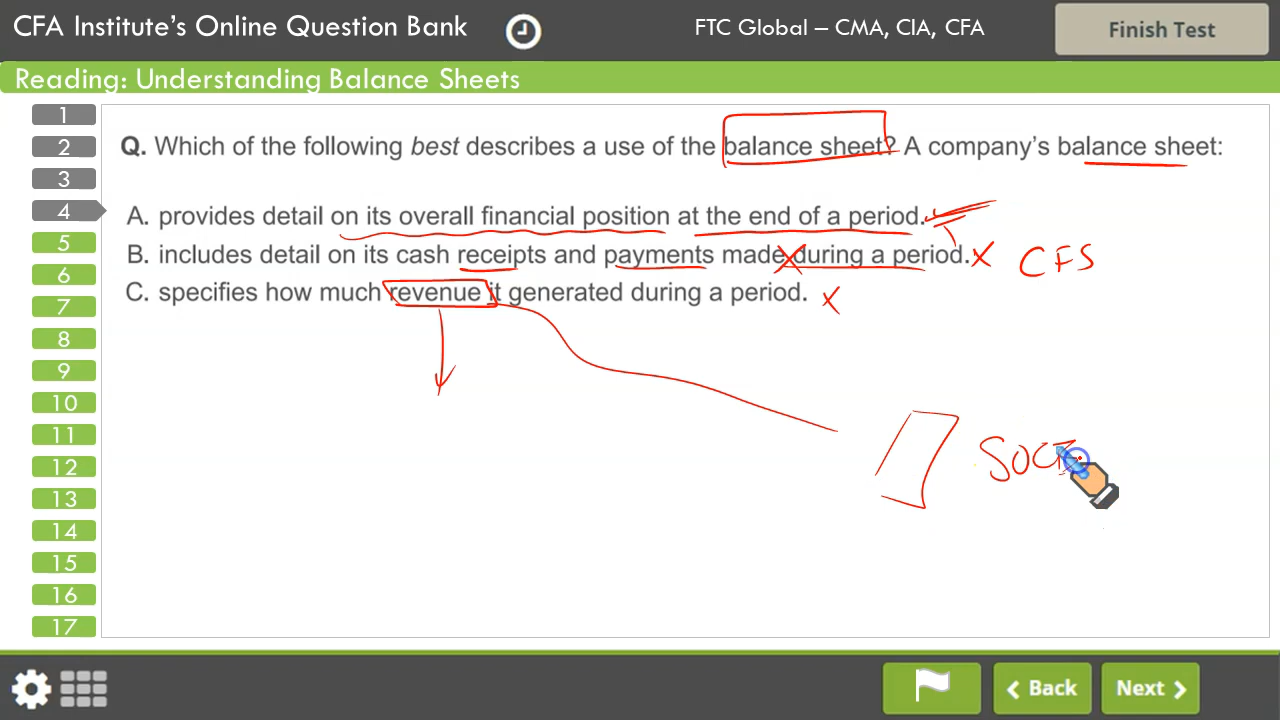 CFA Institute's Online Question Bank
FTC Global – CMA, CIA, CFA
Finish Test
Reading: Understanding Balance Sheets
1
2
3
4
5
6
7
8
9
10
11
12
13
14
15
16
17
Q. Which of the following best describes a use of the balance sheet? A company's balance sheet:
A. provides detail on its overall financial position at the end of a period.
B. includes detail on its cash receipts and payments made during a period. X CFS
C. specifies how much revenue it generated during a period. X
Back
Next